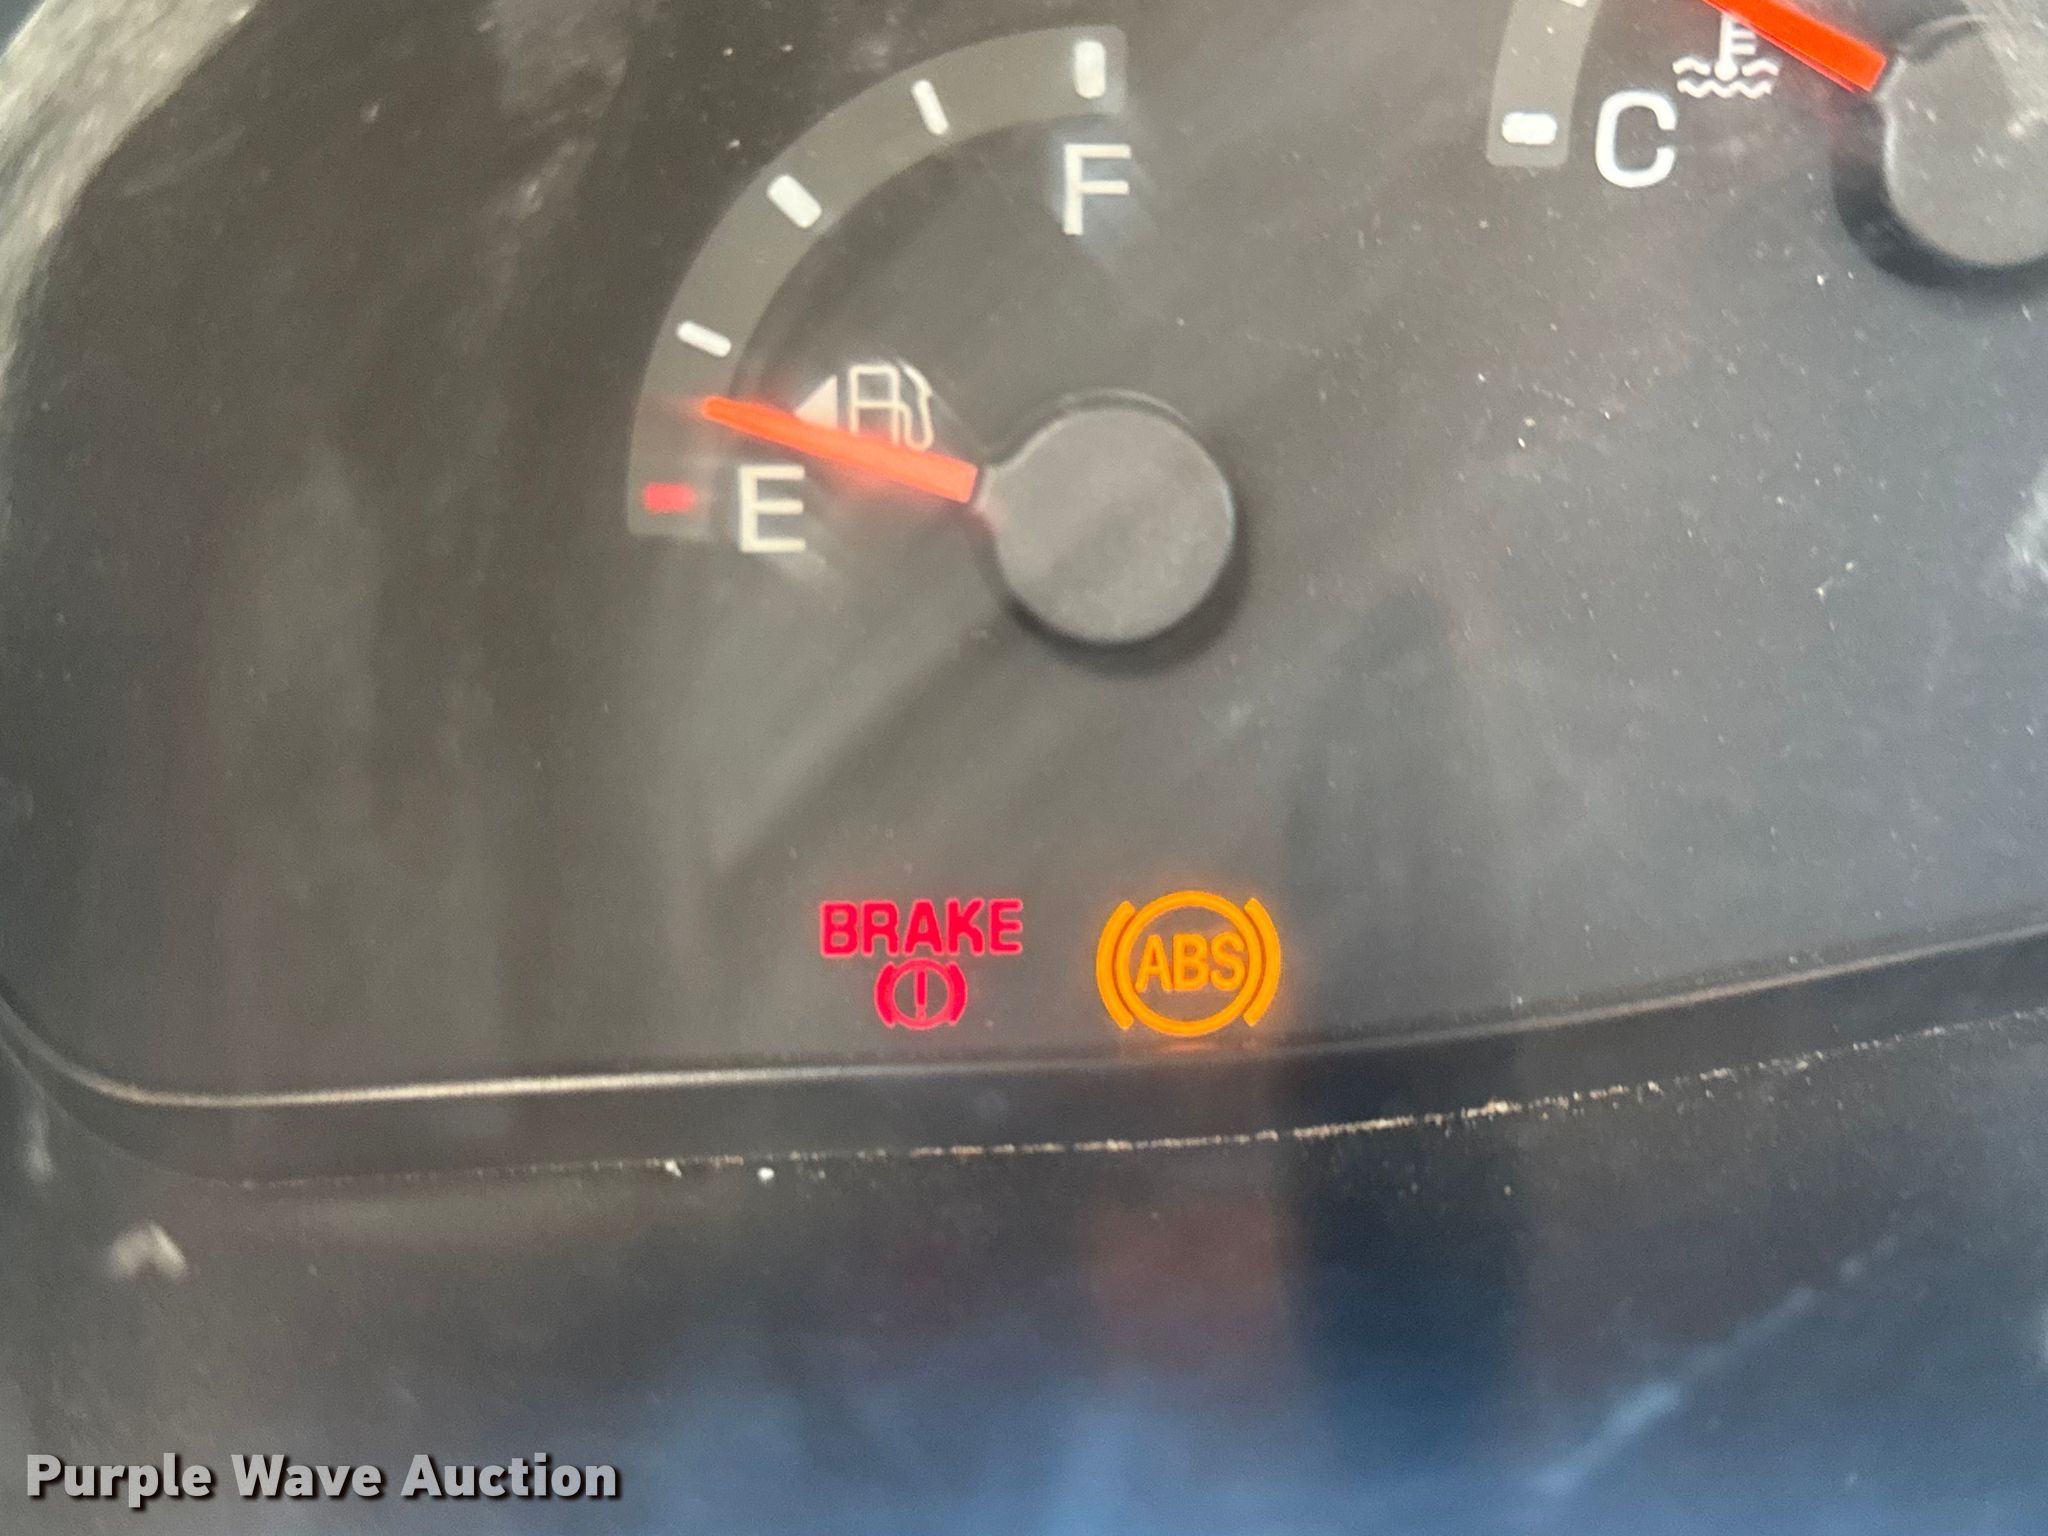 F
C
E
BRAKE
(!)
ABS
Purple Wave Auction